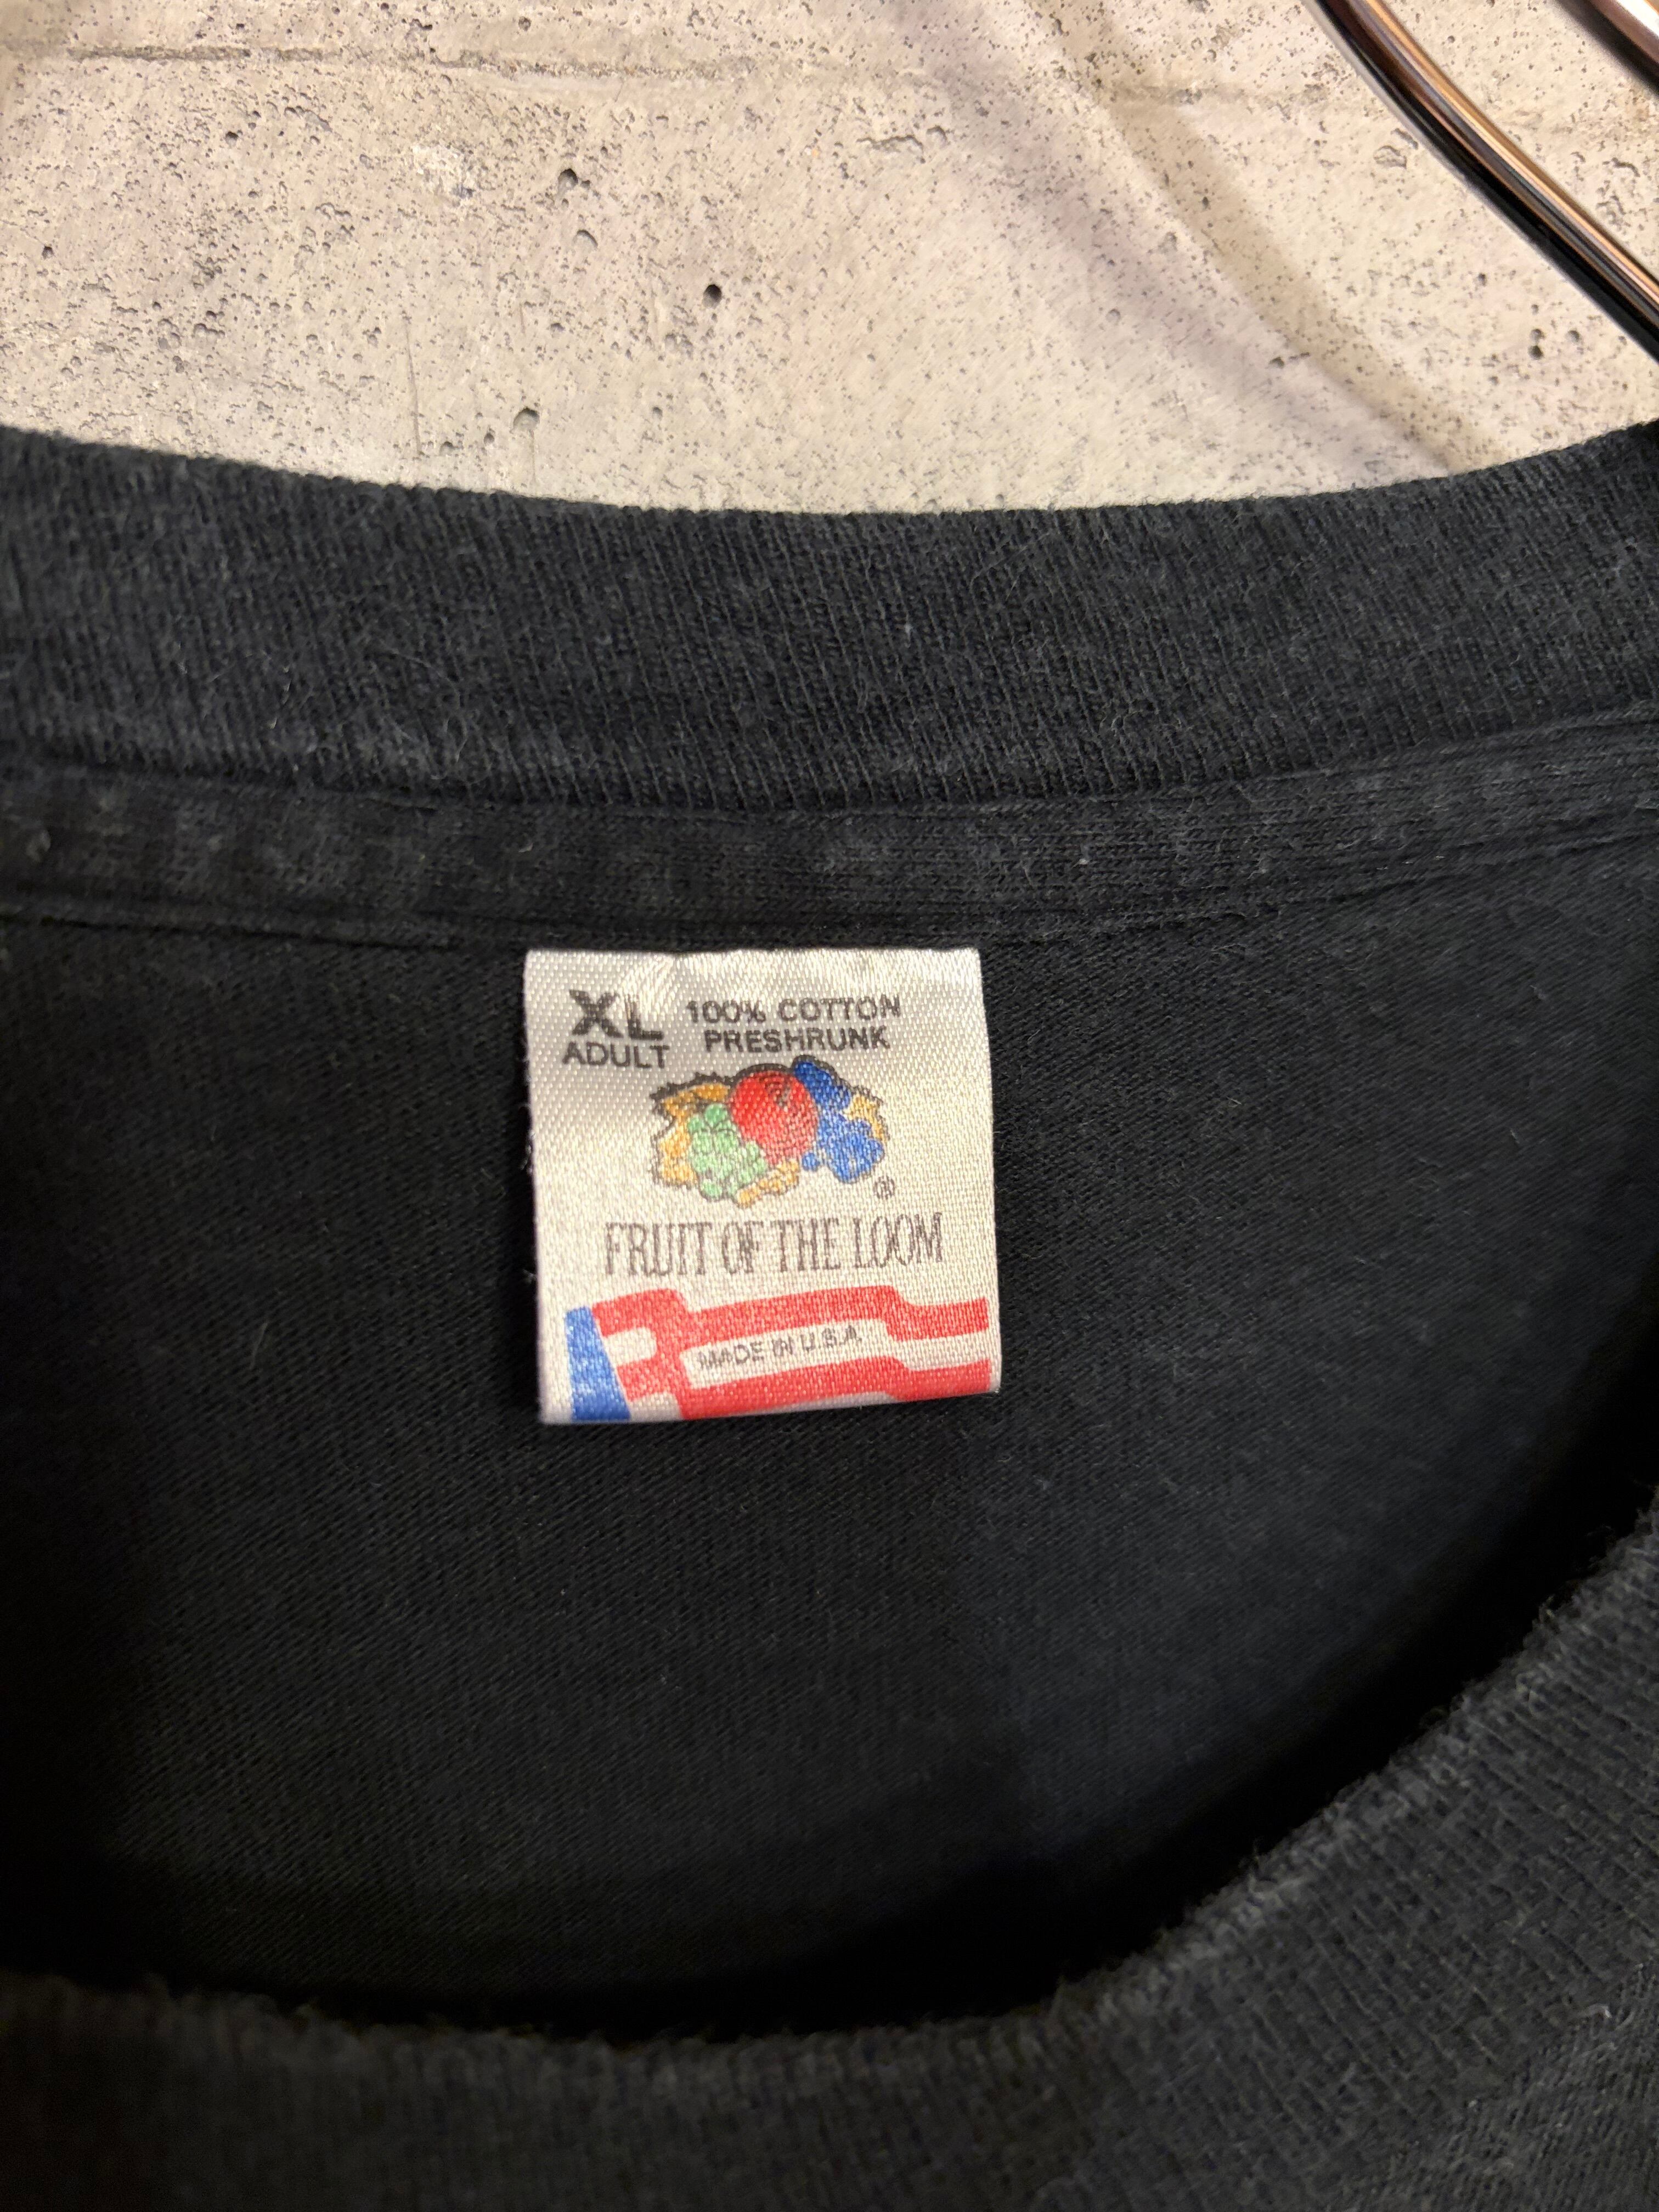 XL
ADULT
100% COTTON
PRESHRUNK
®
FRUIT OF THE LOOM
MADE IN U.S.A.